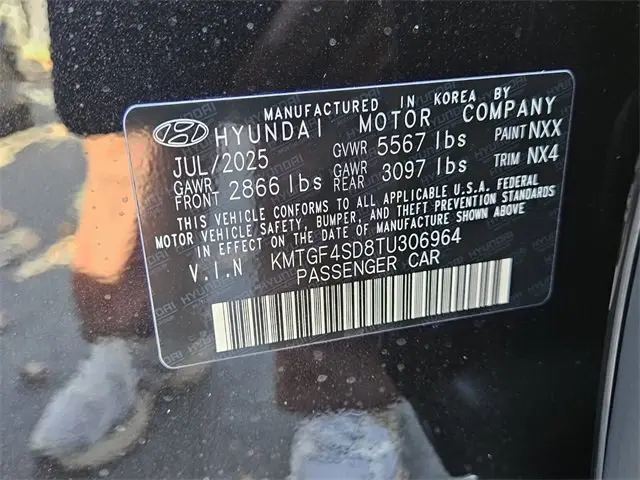 MANUFACTURED IN KOREA BY
HYUNDAI MOTOR COMPANY
JUL/2025 GVWR 5567 lbs PAINT NXX
GAWR FRONT 2866 lbs GAWR REAR 3097 lbs TRIM NX4
THIS VEHICLE CONFORMS TO ALL APPLICABLE U.S.A. FEDERAL
MOTOR VEHICLE SAFETY, BUMPER, AND THEFT PREVENTION STANDARDS
IN EFFECT ON THE DATE OF MANUFACTURE SHOWN ABOVE
V.I.N KMTGF4SD8TU306964
PASSENGER CAR